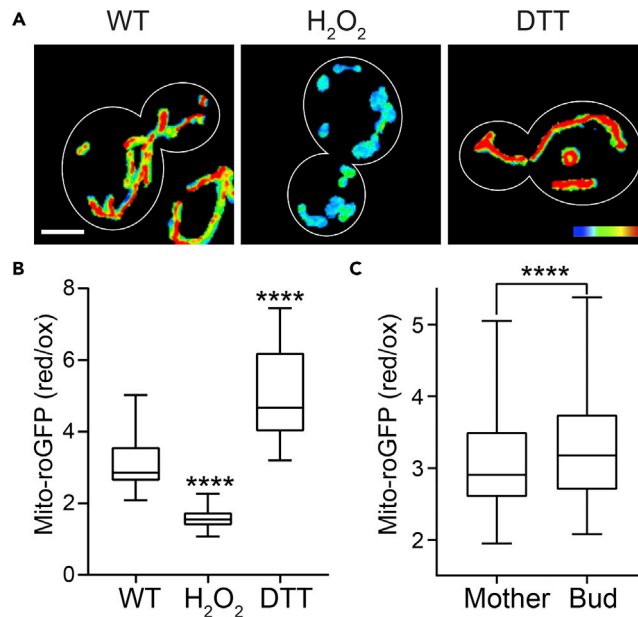 A
WT
H₂O₂
DTT
B
Mito-roGFP (red/ox)
8
6
4
2
0
****
****
WT
H₂O₂
DTT
C
Mito-roGFP (red/ox)
5
4
3
2
****
Mother
Bud